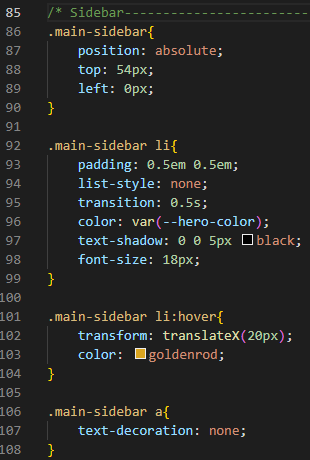 85 /* Sidebar-----------------------
86 .main-sidebar{
87     position: absolute;
88     top: 54px;
89     left: 0px;
90 }
91
92 .main-sidebar li{
93     padding: 0.5em 0.5em;
94     list-style: none;
95     transition: 0.5s;
96     color: var(--hero-color);
97     text-shadow: 0 0 5px black;
98     font-size: 18px;
99 }
100
101 .main-sidebar li:hover{
102     transform: translateX(20px);
103     color: goldenrod;
104 }
105
106 .main-sidebar a{
107     text-decoration: none;
108 }